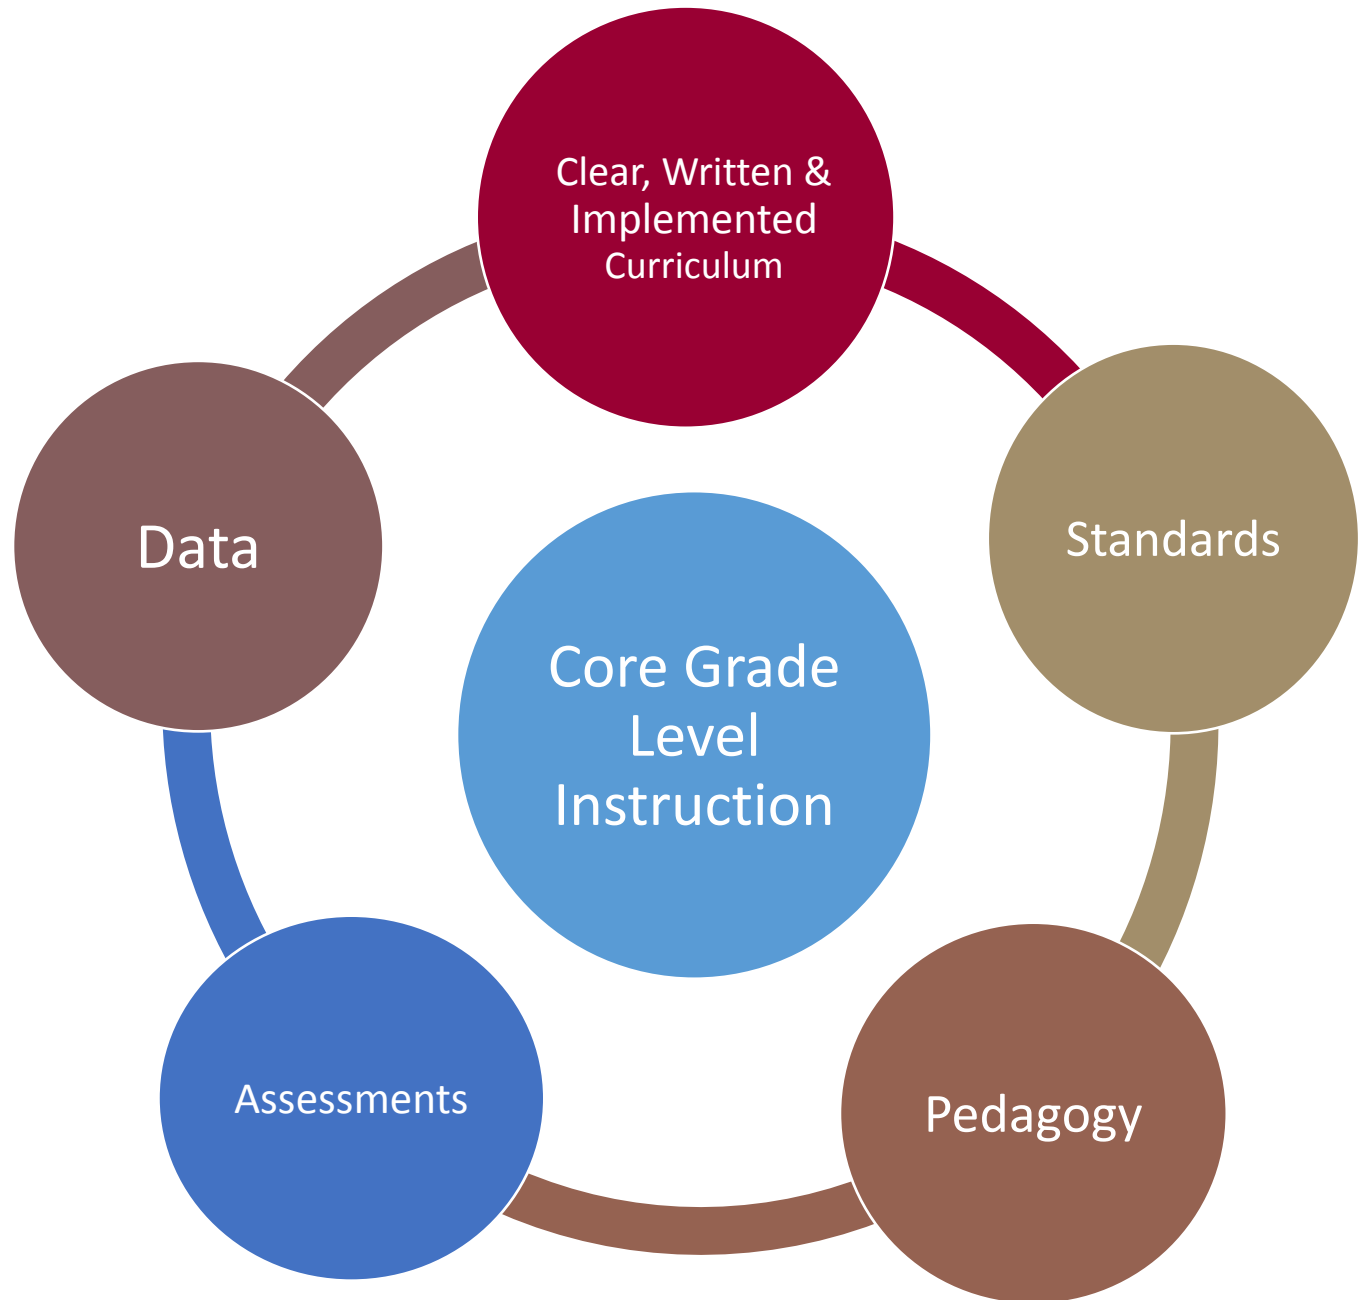 Clear, Written &
Implemented
Curriculum
Standards
Data
Core Grade
Level
Instruction
Assessments
Pedagogy